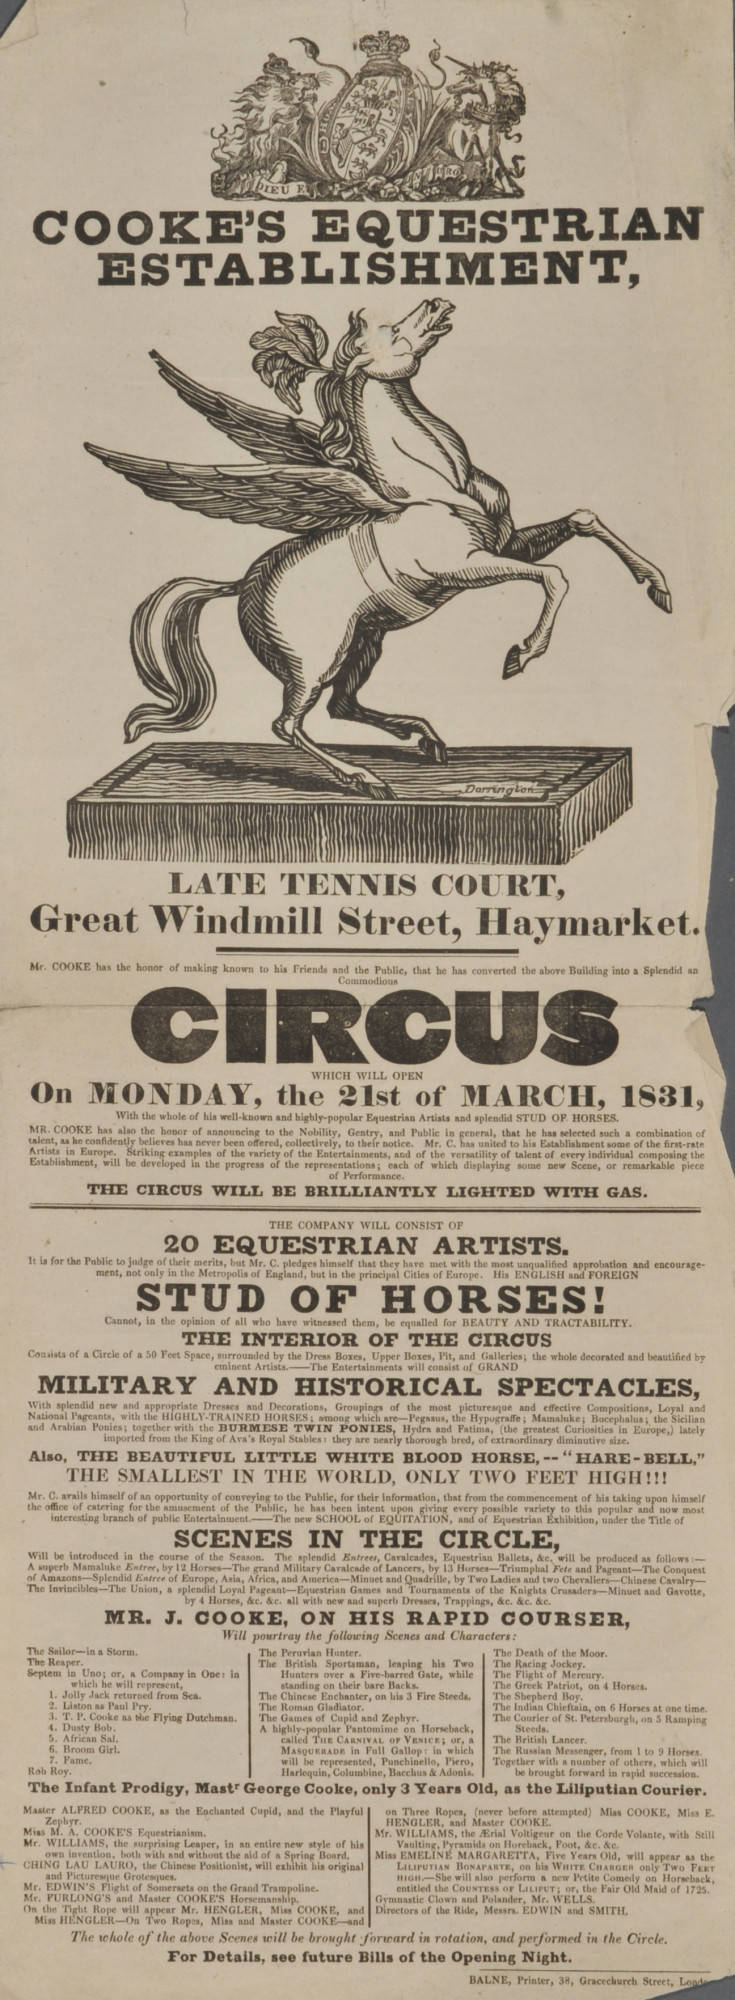 DIEU E
COOKE'S EQUESTRIAN
ESTABLISHMENT,
Dorrington
LATE TENNIS COURT,
Great Windmill Street, Haymarket.
Mr. COOKE has the honor of making known to his Friends and the Public, that he has converted the above Building into a Splendid an
Commodious
CIRCUS
WHICH WILL OPEN
On MONDAY, the 21st of MARCH, 1831,
With the whole of his well-known and highly-popular Equestrian Artists and splendid STUD OF HORSES.
MR. COOKE has also the honor of announcing to the Nobility, Gentry, and Public in general, that he has selected such a combination of
talent, as he confidently believes has never been offered, collectively, to their notice. Mr. C. has united to his Establishment some of the first-rate
Artists in Europe. Striking examples of the variety of the Entertainments, and of the versatility of talent of every individual composing the
Establishment, will be developed in the progress of the representations; each of which displaying some new Scene, or remarkable piece
of Performance.
THE CIRCUS WILL BE BRILLIANTLY LIGHTED WITH GAS.
THE COMPANY WILL CONSIST OF
20 EQUESTRIAN ARTISTS.
It is for the Public to judge of their merits, but Mr. C. pledges himself that they have met with the most unqualified approbation and encourage-
ment, not only in the Metropolis of England, but in the principal Cities of Europe. His ENGLISH and FOREIGN
STUD OF HORSES!
Cannot, in the opinion of all who have witnessed them, be equalled for BEAUTY AND TRACTABILITY.
THE INTERIOR OF THE CIRCUS
Consists of a Circle of a 50 Feet Space, surrounded by the Dress Boxes, Upper Boxes, Pit, and Galleries; the whole decorated and beautified by
eminent Artists.——The Entertainments will consist of GRAND
MILITARY AND HISTORICAL SPECTACLES,
With splendid new and appropriate Dresses and Decorations, Groupings of the most picturesque and effective Compositions, Loyal and
National Pageants, with the HIGHLY-TRAINED HORSES; among which are—Pegasus, the Hypograffe; Mamaluke; Bucephalus; the Sicilian
and Arabian Ponies; together with the BURMESE TWIN PONIES, Hydra and Fatima, (the greatest Curiosities in Europe,) lately
imported from the King of Ava's Royal Stables: they are nearly thorough bred, of extraordinary diminutive size.
Also, THE BEAUTIFUL LITTLE WHITE BLOOD HORSE,--"HARE-BELL,"
THE SMALLEST IN THE WORLD, ONLY TWO FEET HIGH!!!
Mr. C. avails himself of an opportunity of conveying to the Public, for their information, that from the commencement of his taking upon himself
the office of catering for the amusement of the Public, he has been intent upon giving every possible variety to this popular and now most
interesting branch of public Entertainment.——The new SCHOOL of EQUITATION, and of Equestrian Exhibition, under the Title of
SCENES IN THE CIRCLE,
Will be introduced in the course of the Season. The splendid Entrees, Cavalcades, Equestrian Ballets, &c. will be produced as follows:—
A superb Mamaluke Entree, by 12 Horses—The grand Military Cavalcade of Lancers, by 13 Horses—Triumphal Fete and Pageant—The Conquest
of Amazons—Splendid Entree of Europe, Asia, Africa, and America—Minuet and Quadrille, by Two Ladies and two Chevaliers—Chinese Cavalry—
The Invincibles—The Union, a splendid Loyal Pageant—Equestrian Games and Tournaments of the Knights Crusaders—Minuet and Gavotte,
by 4 Horses, &c. &c. all with new and superb Dresses, Trappings, &c. &c. &c.
MR. J. COOKE, ON HIS RAPID COURSER,
Will pourtray the following Scenes and Characters:
The Sailor—in a Storm.
The Reaper.
Septem in Uno; or, a Company in One: in
which he will represent,
1. Jolly Jack returned from Sea.
2. Liston as Paul Pry.
3. T. P. Cooke as the Flying Dutchman.
4. Dusty Bob.
5. African Sal.
6. Broom Girl.
7. Fame.
Rob Roy.
The Peruvian Hunter.
The British Sportsman, leaping his Two
Hunters over a Five-barred Gate, while
standing on their bare Backs.
The Chinese Enchanter, on his 3 Fire Steeds.
The Roman Gladiator.
The Games of Cupid and Zephyr.
A highly-popular Pantomime on Horseback,
called THE CARNIVAL OF VENICE; or, a
MASQUERADE in Full Gallop: in which
will be represented, Punchinello, Piero,
Harlequin, Columbine, Bacchus & Adonis.
The Death of the Moor.
The Racing Jockey.
The Flight of Mercury.
The Greek Patriot, on 4 Horses.
The Shepherd Boy.
The Indian Chieftain, on 6 Horses at one time.
The Courier of St. Petersburgh, on 5 Ramping
Steeds.
The British Lancer.
The Russian Messenger, from 1 to 9 Horses.
Together with a number of others, which will
be brought forward in rapid succession.
The Infant Prodigy, Mastr George Cooke, only 3 Years Old, as the Liliputian Courier.
Master ALFRED COOKE, as the Enchanted Cupid, and the Playful
Zephyr.
Miss M. A. COOKE'S Equestrianism.
Mr. WILLIAMS, the surprising Leaper, in an entire new style of his
own invention, both with and without the aid of a Spring Board.
CHING LAU LAURO, the Chinese Positionist, will exhibit his original
and Picturesque Grotesques.
Mr. EDWIN'S Flight of Somersets on the Grand Trampoline.
Mr. FURLONG'S and Master COOKE'S Horsemanship.
On the Tight Rope will appear Mr. HENGLER, Miss COOKE, and
Miss HENGLER—On Two Ropes, Miss and Master COOKE—and
on Three Ropes, (never before attempted) Miss COOKE, Miss E.
HENGLER, and Master COOKE.
Mr. WILLIAMS, the Ærial Voltigeur on the Corde Volante, with Still
Vaulting, Pyramids on Horseback, Foot, &c. &c.
Miss EMELINE MARGARETTA, Five Years Old, will appear as the
LILIPUTIAN BONAPARTE, on his WHITE CHARGER only TWO FEET
HIGH.—She will also perform a new Petite Comedy on Horseback,
entitled the COUNTESS OF LILIPUT; or, the Fair Old Maid of 1725.
Gymnastic Clown and Polander, Mr. WELLS.
Directors of the Ride, Messrs. EDWIN and SMITH.
The whole of the above Scenes will be brought forward in rotation, and performed in the Circle.
For Details, see future Bills of the Opening Night.
BALNE, Printer, 38, Gracechurch Street, Londo